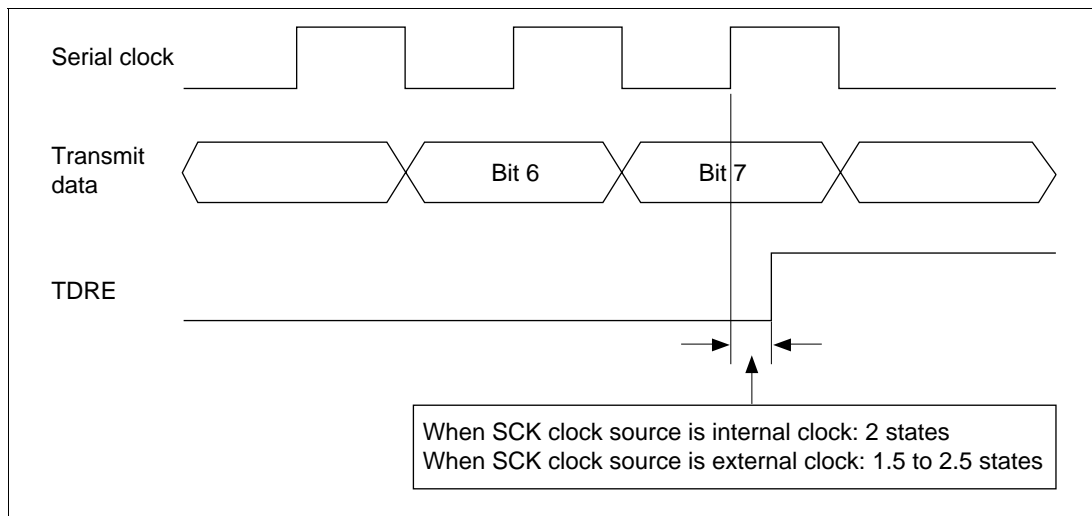 Serial clock
Transmit
data
Bit 6
Bit 7
TDRE
When SCK clock source is internal clock: 2 states
When SCK clock source is external clock: 1.5 to 2.5 states